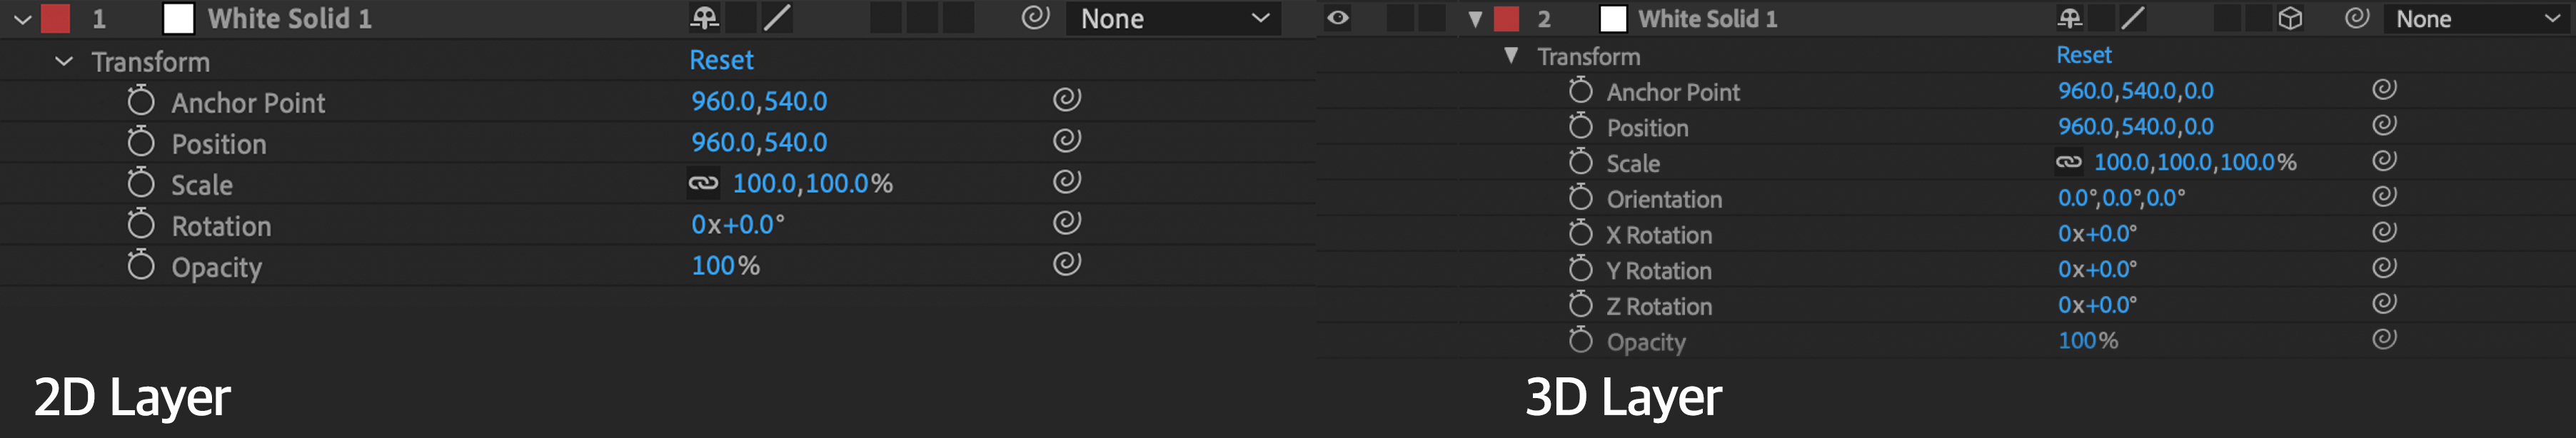 1 White Solid 1 None
Transform Reset
Anchor Point 960.0,540.0
Position 960.0,540.0
Scale 100.0,100.0%
Rotation 0x+0.0°
Opacity 100%
2D Layer
2 White Solid 1 None
Transform Reset
Anchor Point 960.0,540.0,0.0
Position 960.0,540.0,0.0
Scale 100.0,100.0,100.0%
Orientation 0.0°,0.0°,0.0°
X Rotation 0x+0.0°
Y Rotation 0x+0.0°
Z Rotation 0x+0.0°
Opacity 100%
3D Layer